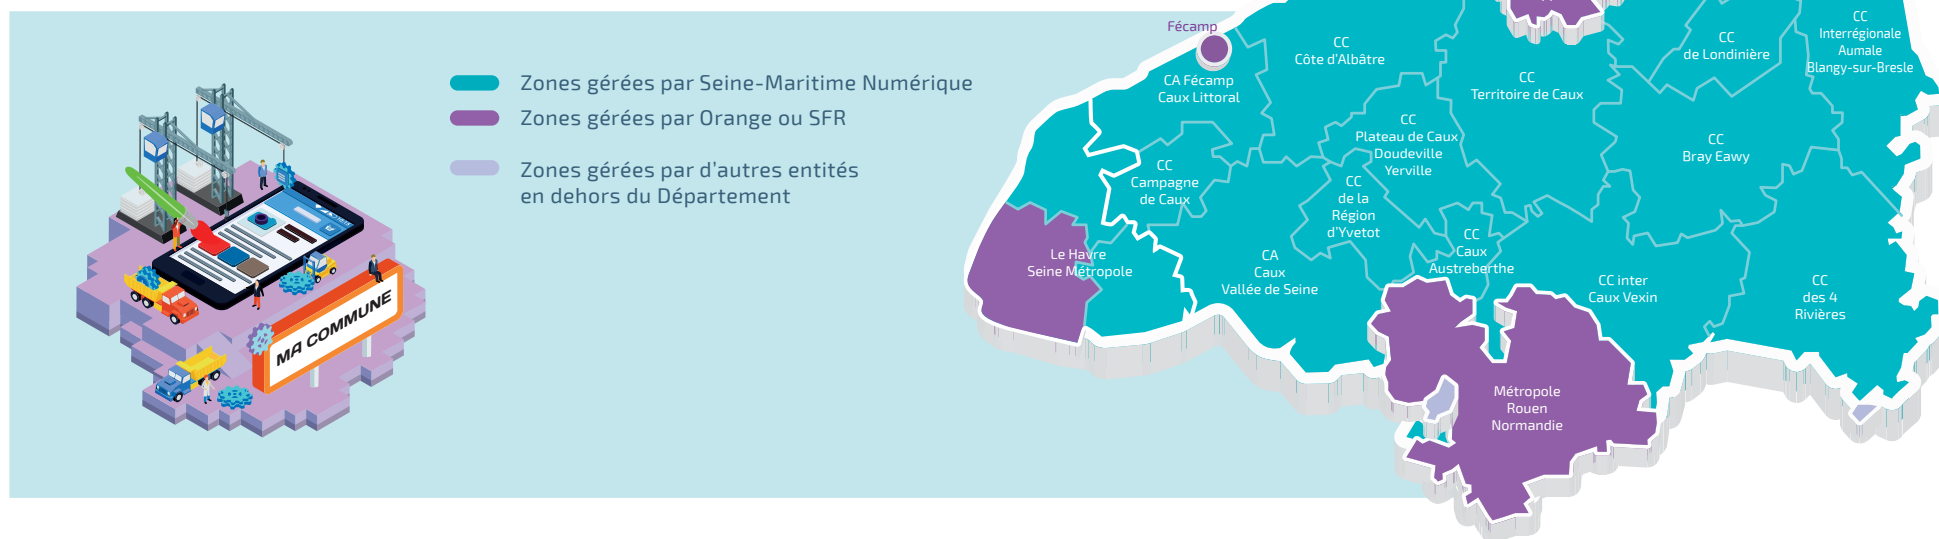 Zones gérées par Seine-Maritime Numérique
Zones gérées par Orange ou SFR
Zones gérées par d'autres entités
en dehors du Département
MA COMMUNE
Fécamp
CA Fécamp
Caux Littoral
CC
Côte d'Albâtre
CC
Territoire de Caux
CC
de Londinière
CC
Interrégionale
Aumale
Blangy-sur-Bresle
CC
Plateau de Caux
Doudeville
Yerville
CC
Bray Eawy
CC
Campagne
de Caux
CC
de la
Région
d'Yvetot
CC
Caux
Austreberthe
Le Havre
Seine Métropole
CA
Caux
Vallée de Seine
CC inter
Caux Vexin
CC
des 4
Rivières
Métropole
Rouen
Normandie